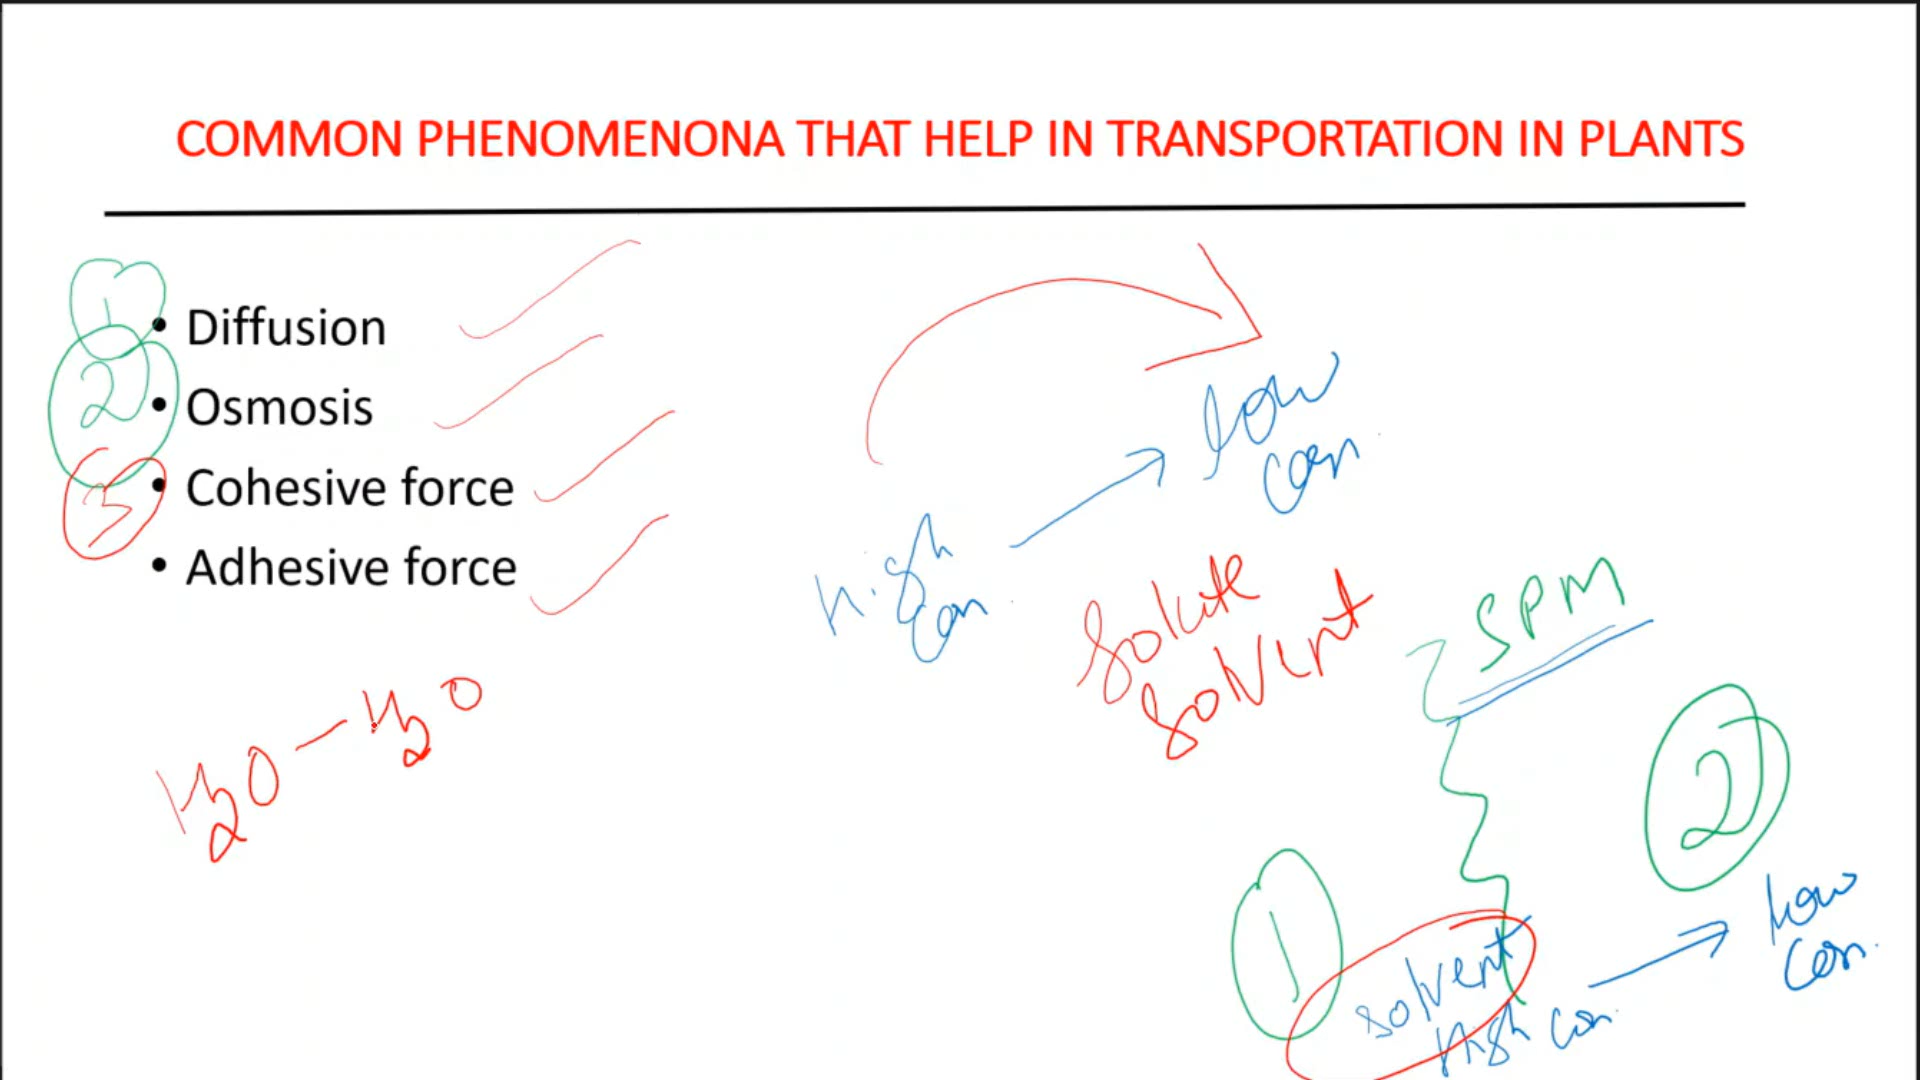 COMMON PHENOMENONA THAT HELP IN TRANSPORTATION IN PLANTS
1
• Diffusion
2
• Osmosis
3
• Cohesive force
• Adhesive force
low
con.
high
con.
Solute
Solvent
SPM
H2O - H2O
2
1
low
con.
Solvent
High con.